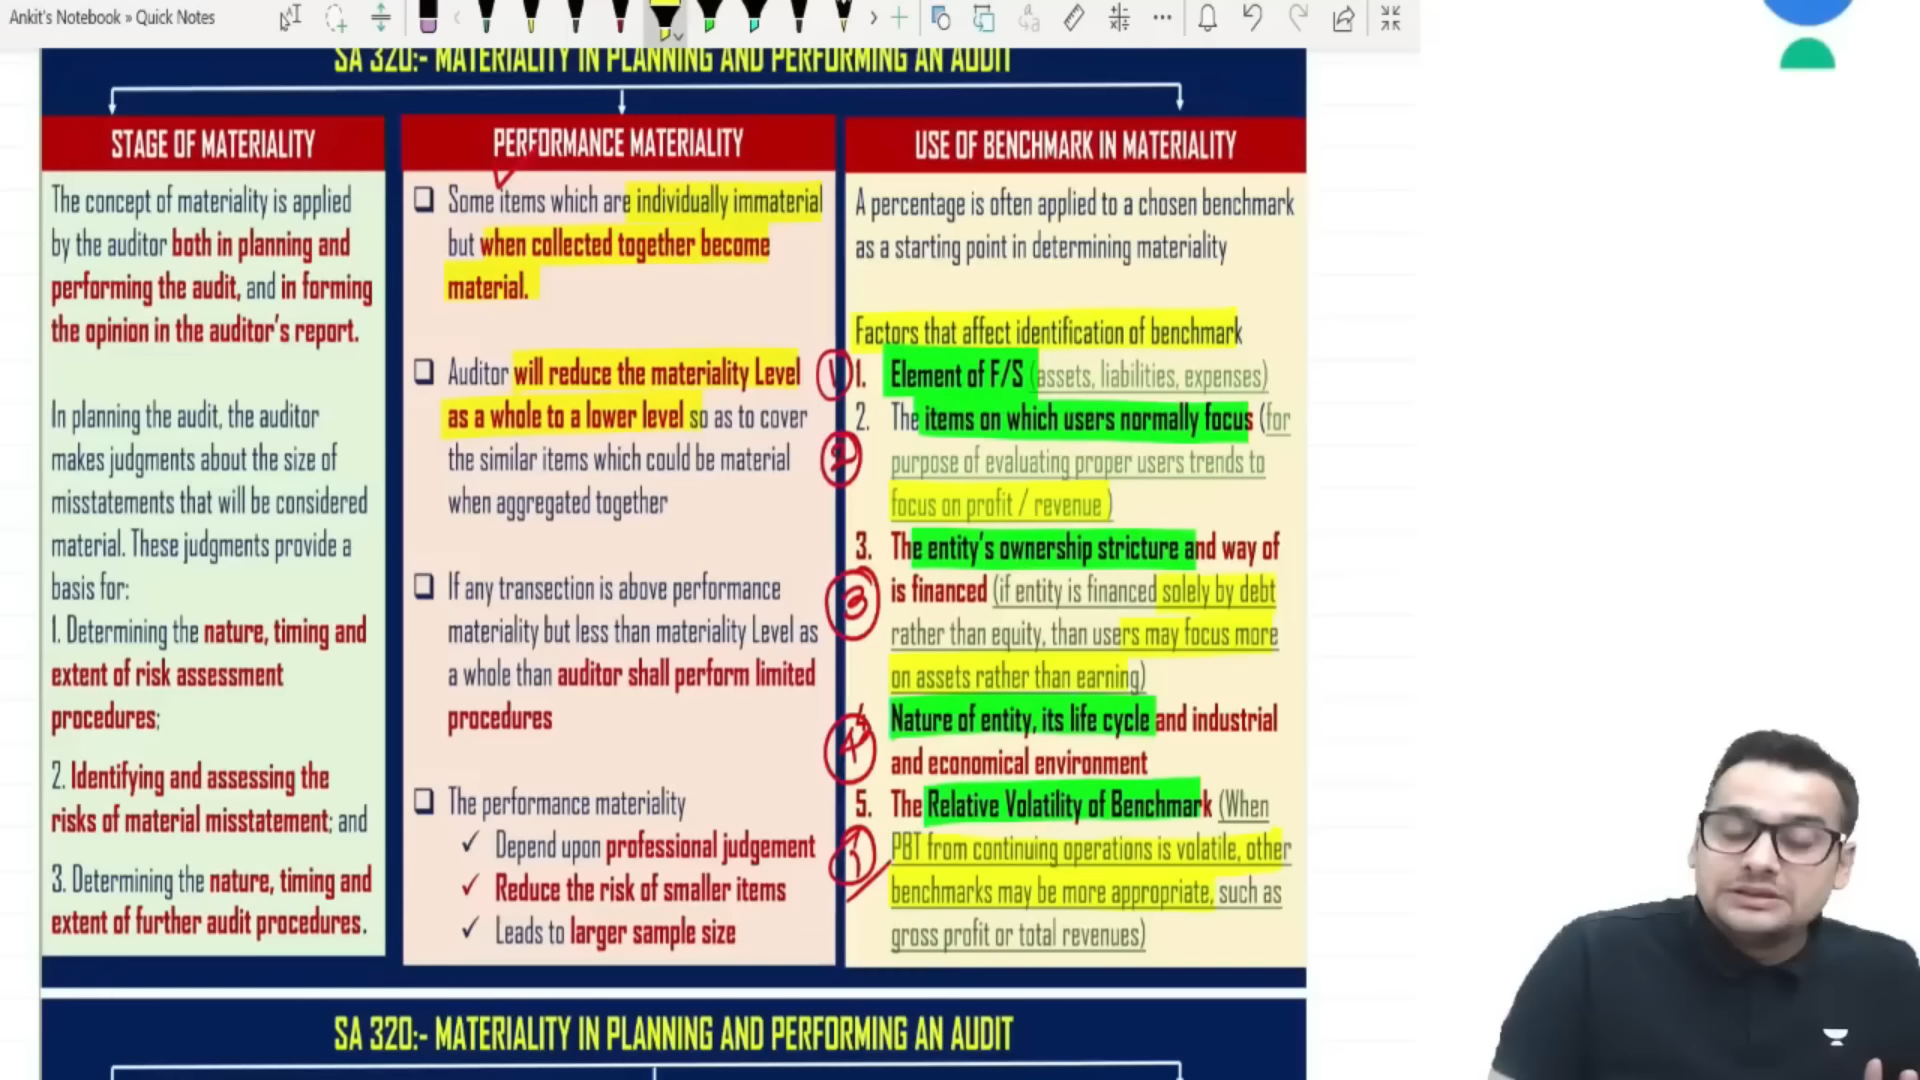 Ankit's Notebook » Quick Notes
SA 320:- MATERIALITY IN PLANNING AND PERFORMING AN AUDIT
STAGE OF MATERIALITY
The concept of materiality is applied
by the auditor both in planning and
performing the audit, and in forming
the opinion in the auditor's report.
In planning the audit, the auditor
makes judgments about the size of
misstatements that will be considered
material. These judgments provide a
basis for:
1. Determining the nature, timing and
extent of risk assessment
procedures;
2. Identifying and assessing the
risks of material misstatement; and
3. Determining the nature, timing and
extent of further audit procedures.
PERFORMANCE MATERIALITY
Some items which are individually immaterial
but when collected together become
material.
Auditor will reduce the materiality Level
as a whole to a lower level so as to cover
the similar items which could be material
when aggregated together
If any transection is above performance
materiality but less than materiality Level as
a whole than auditor shall perform limited
procedures
The performance materiality
✓ Depend upon professional judgement
✓ Reduce the risk of smaller items
✓ Leads to larger sample size
USE OF BENCHMARK IN MATERIALITY
A percentage is often applied to a chosen benchmark
as a starting point in determining materiality
Factors that affect identification of benchmark
1 1. Element of F/S (assets, liabilities, expenses)
2. The items on which users normally focus (for
2 purpose of evaluating proper users trends to
focus on profit / revenue )
3. The entity's ownership stricture and way of
3 is financed (if entity is financed solely by debt
rather than equity, than users may focus more
on assets rather than earning)
4 Nature of entity, its life cycle and industrial
4 and economical environment
5. The Relative Volatility of Benchmark (When
5 PBT from continuing operations is volatile, other
benchmarks may be more appropriate, such as
gross profit or total revenues)
SA 320:- MATERIALITY IN PLANNING AND PERFORMING AN AUDIT